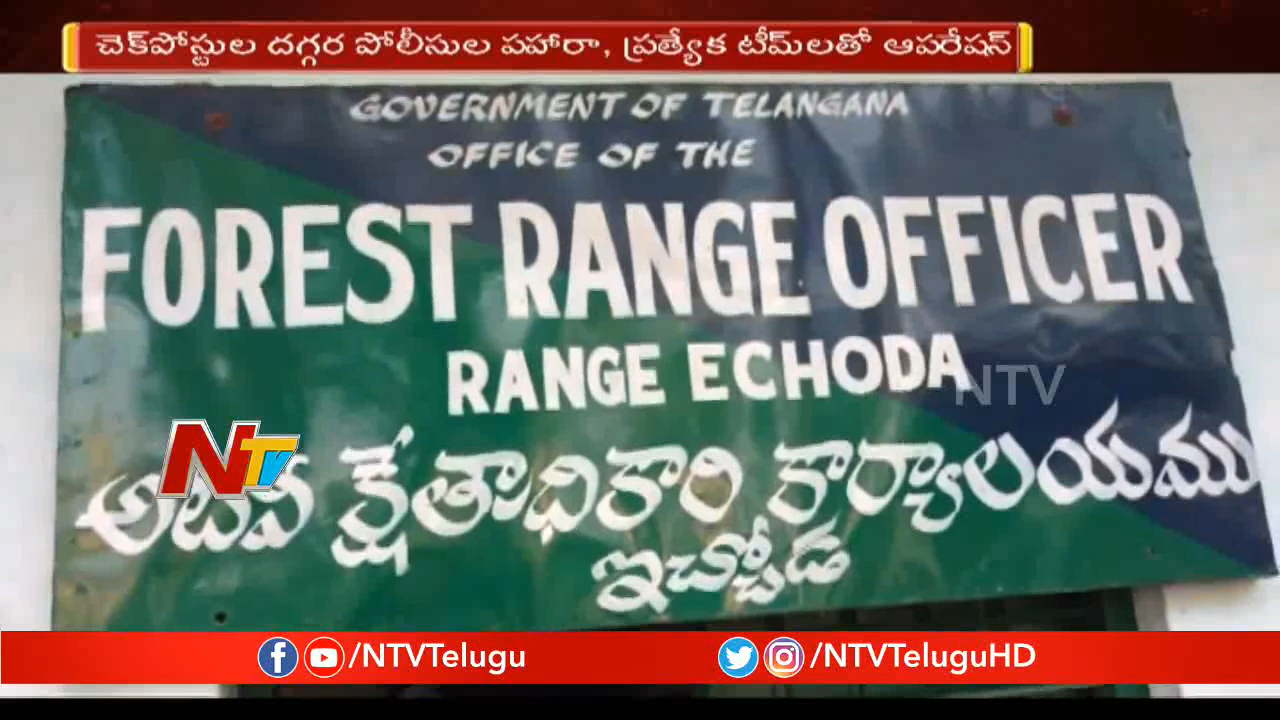 చెక్‌పోస్టుల దగ్గర పోలీసుల పహారా, ప్రత్యేక టీమ్‌లతో ఆపరేషన్
GOVERNMENT OF TELANGANA
OFFICE OF THE
FOREST RANGE OFFICER
RANGE ECHODA
NTV
NTV
అటవీ క్షేతాధికారి కార్యాలయము
ఇచ్చోడ
/NTVTelugu
/NTVTeluguHD